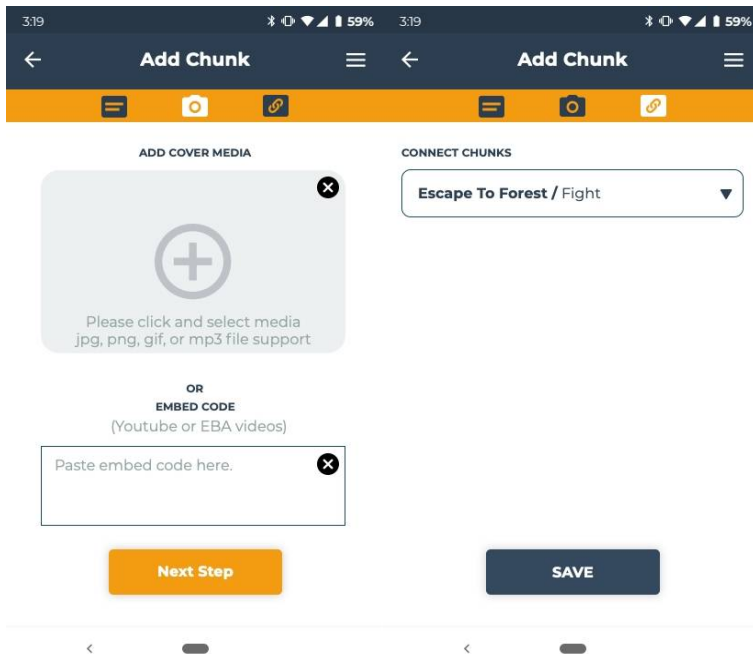 3:19
59%
Add Chunk
ADD COVER MEDIA
Please click and select media
jpg, png, gif, or mp3 file support
OR
EMBED CODE
(Youtube or EBA videos)
Paste embed code here.
Next Step
3:19
59%
Add Chunk
CONNECT CHUNKS
Escape To Forest / Fight
SAVE